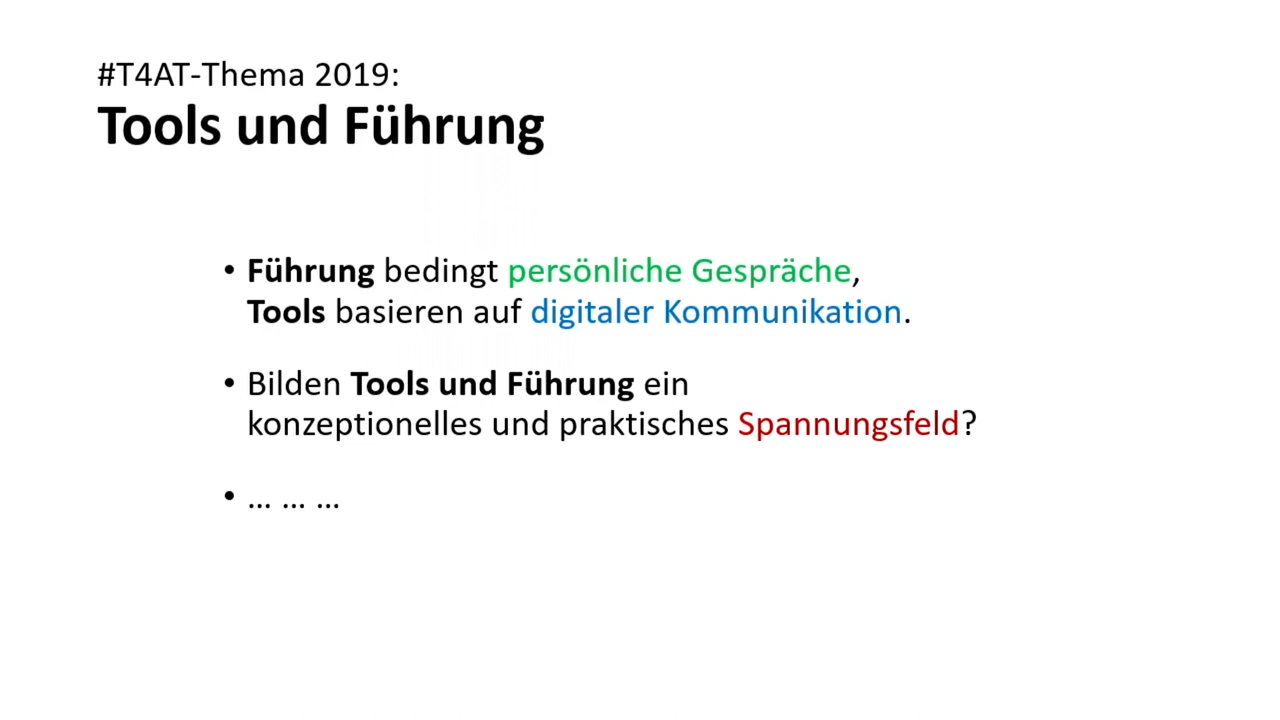 #T4AT-Thema 2019:
Tools und Führung
• Führung bedingt persönliche Gespräche,
Tools basieren auf digitaler Kommunikation.
• Bilden Tools und Führung ein
konzeptionelles und praktisches Spannungsfeld?
• … … …